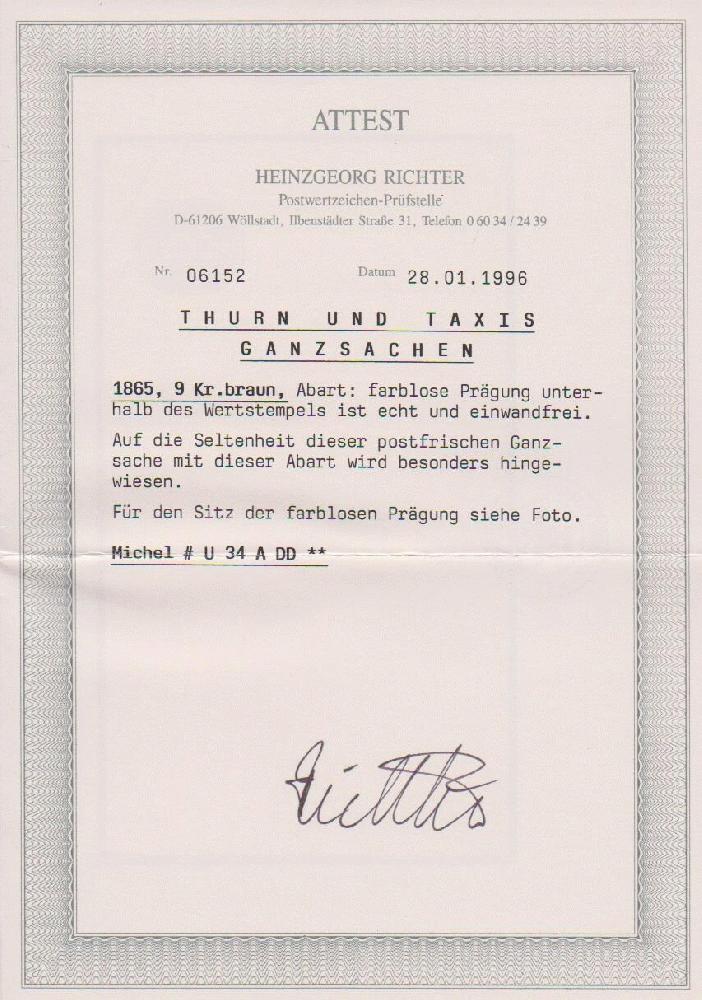 ATTEST
HEINZGEORG RICHTER
Postwertzeichen-Prüfstelle
D-61206 Wöllstadt, Ilbenstädter Straße 31, Telefon 0 60 34 / 24 39
Nr. 06152 Datum 28.01.1996
THURN UND TAXIS
GANZSACHEN
1865, 9 Kr.braun, Abart: farblose Prägung unter-
halb des Wertstempels ist echt und einwandfrei.
Auf die Seltenheit dieser postfrischen Ganz-
sache mit dieser Abart wird besonders hinge-
wiesen.
Für den Sitz der farblosen Prägung siehe Foto.
Michel # U 34 A DD **